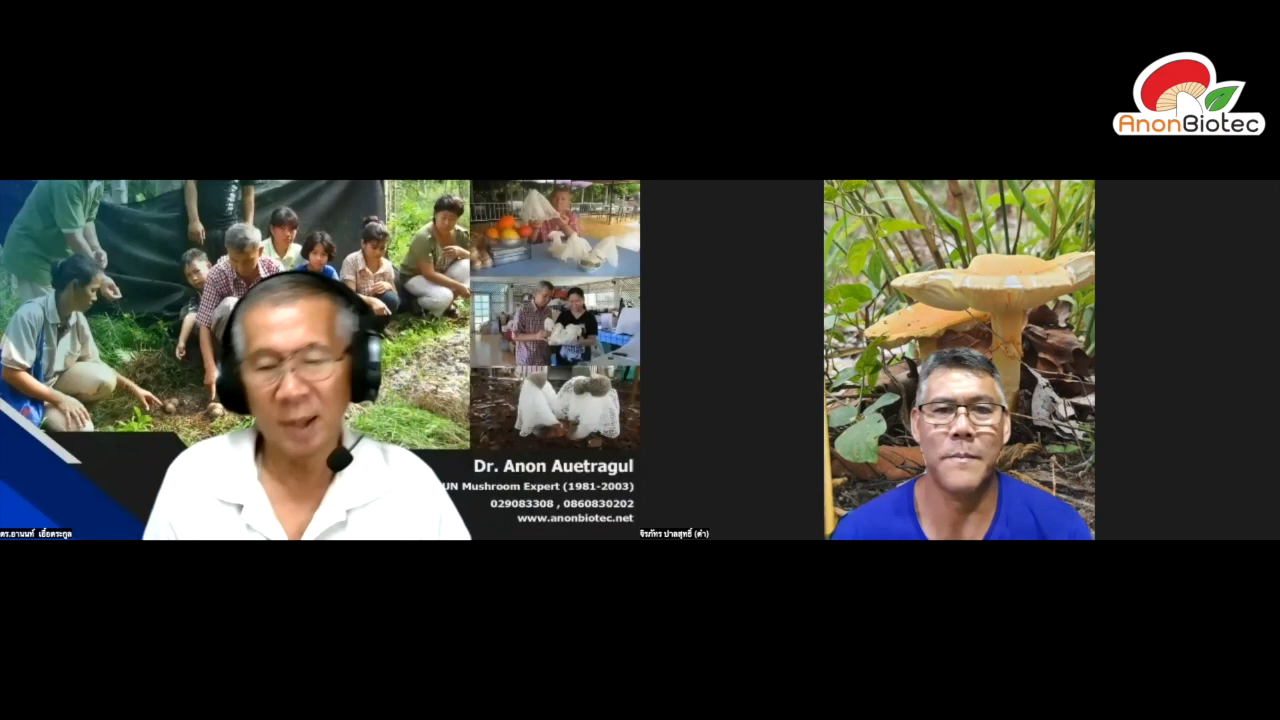 AnonBiotec
Dr. Anon Auetragul
UN Mushroom Expert (1981-2003)
029083308 , 0860830202
www.anonbiotec.net
ดร.อานนท์ เอื้อตระกูล
จิรภัทร ปาลสุทธิ์ (ดำ)